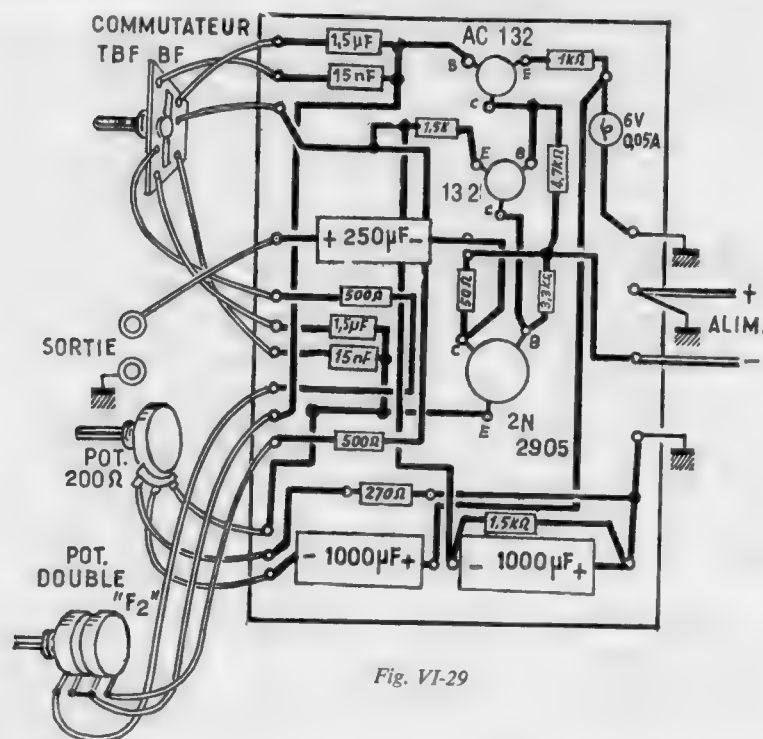 COMMUTATEUR
TBF BF
1,5µF
15nF
AC 132
B
E
C
1kΩ
6V
0,05A
1,5K
E
B
132
C
4,7kΩ
+ 250µF -
500Ω
50Ω
3,3kΩ
1,5µF
15nF
C
B
E
2N
2905
+
ALIM.
-
SORTIE
POT.
200Ω
500Ω
270Ω
1,5kΩ
- 1000µF +
- 1000µF +
POT.
DOUBLE
"F2"
Fig. VI-29